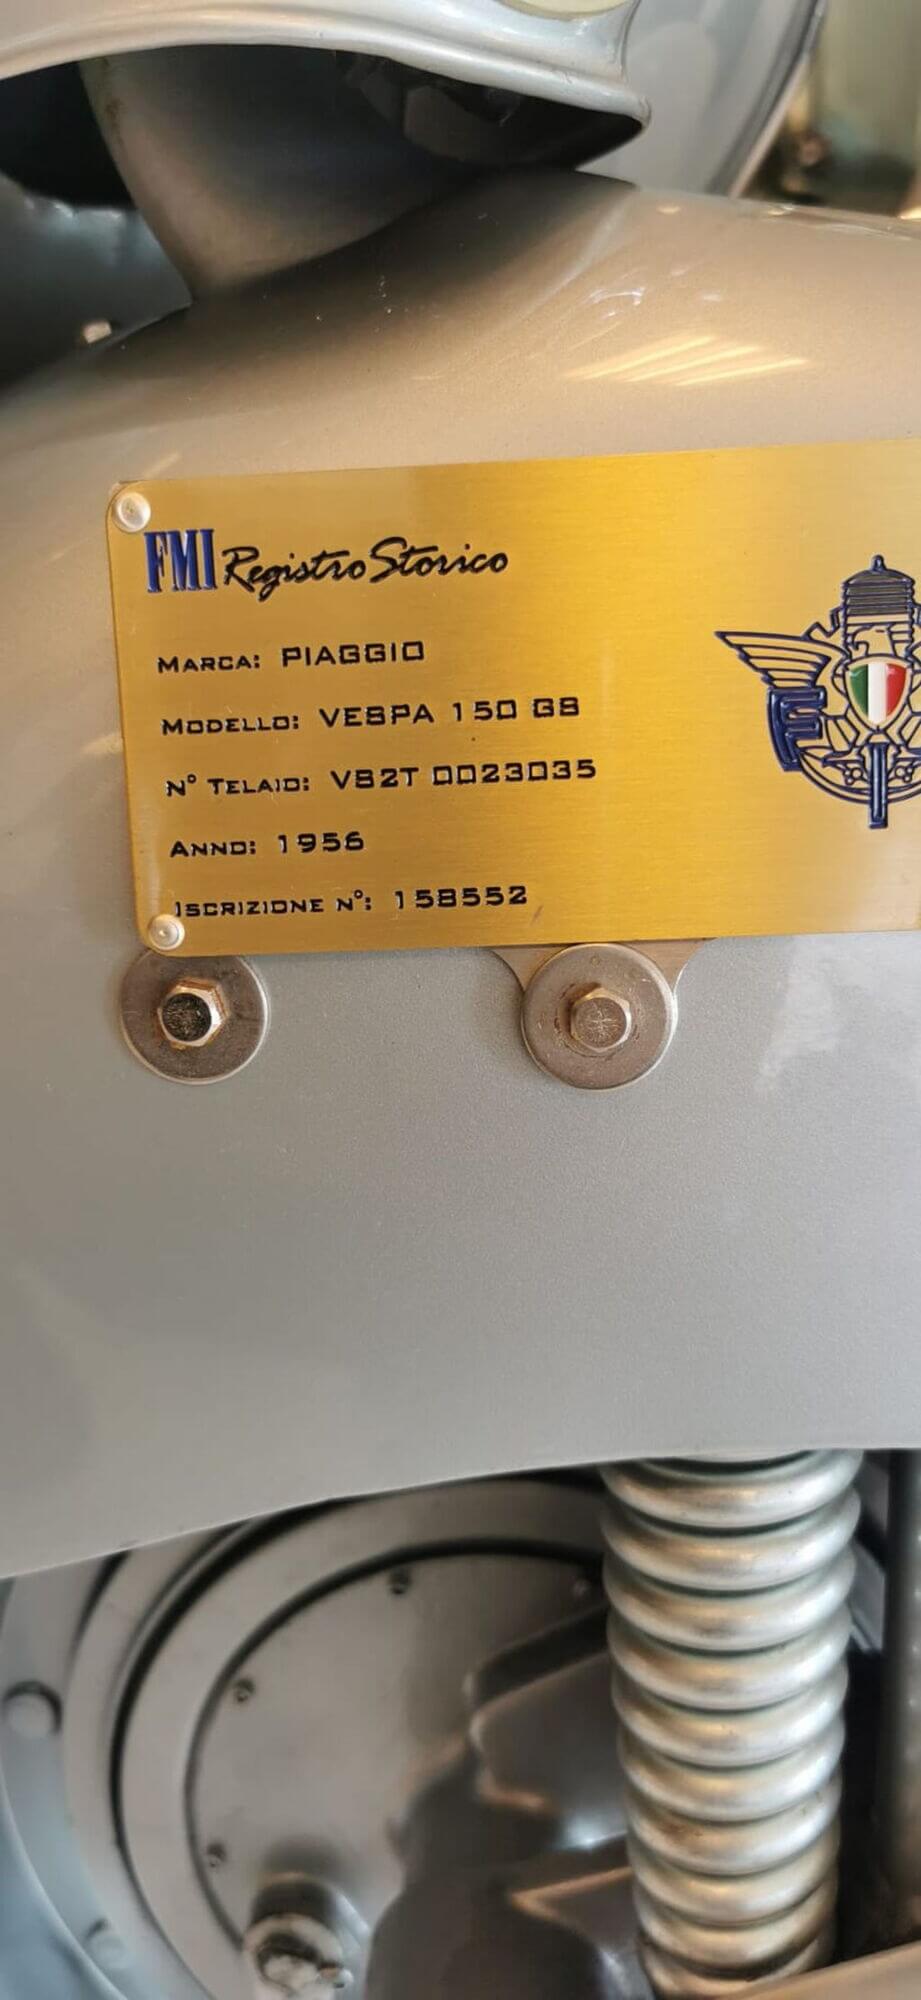 FMI Registro Storico
MARCA: PIAGGIO
MODELLO: VESPA 150 GS
N° TELAIO: VS2T 0023035
ANNO: 1956
ISCRIZIONE N°: 158552